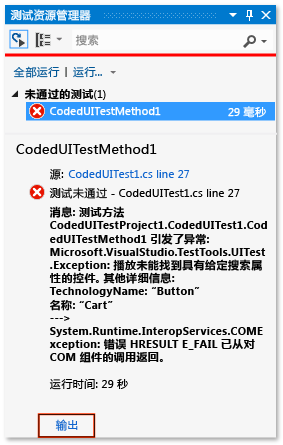 测试资源管理器
搜索
全部运行 | 运行...
未通过的测试(1)
CodedUITestMethod1 29 毫秒
CodedUITestMethod1
源: CodedUITest1.cs line 27
测试未通过 - CodedUITest1.cs line 27
消息: 测试方法
CodedUITestProject1.CodedUITest1.Cod
edUITestMethod1 引发了异常:
Microsoft.VisualStudio.TestTools.UITest
.Exception: 播放未能找到具有给定搜索属
性的控件。其他详细信息:
TechnologyName: “Button”
名称: “Cart”
--->
System.Runtime.InteropServices.COME
xception: 错误 HRESULT E_FAIL 已从对
COM 组件的调用返回。
运行时间: 29 秒
输出